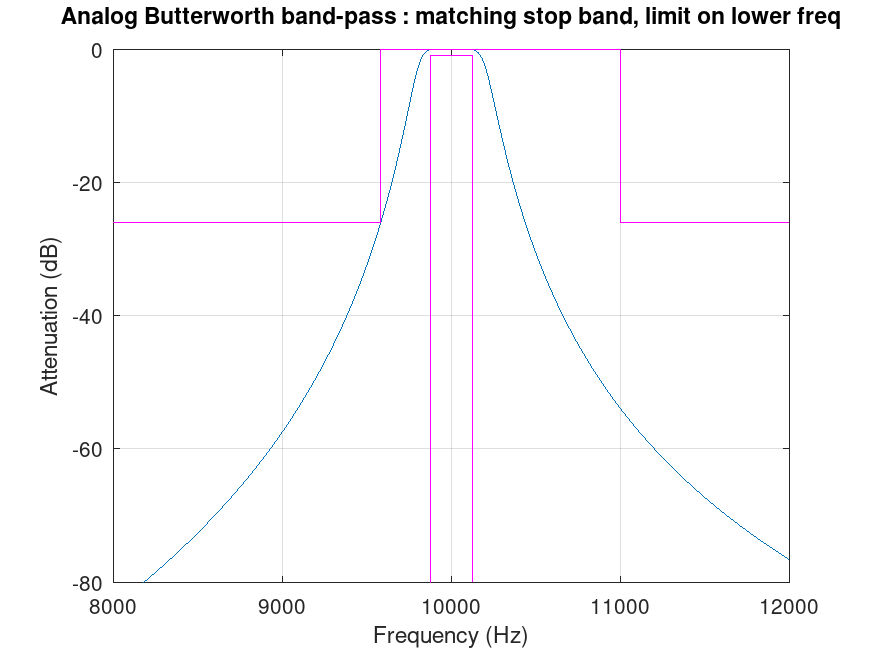 Analog Butterworth band-pass : matching stop band, limit on lower freq
0
-20
-40
-60
-80
Attenuation (dB)
8000 9000 10000 11000 12000
Frequency (Hz)